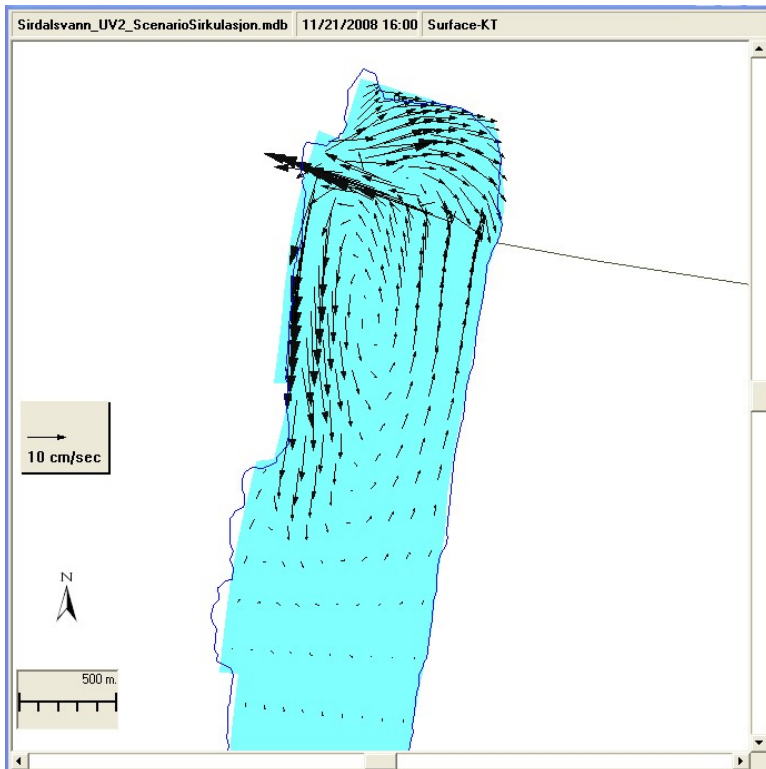 Sirdalsvann_UV2_ScenarioSirkulasjon.mdb 11/21/2008 16:00 Surface-KT
10 cm/sec
N
500 m.